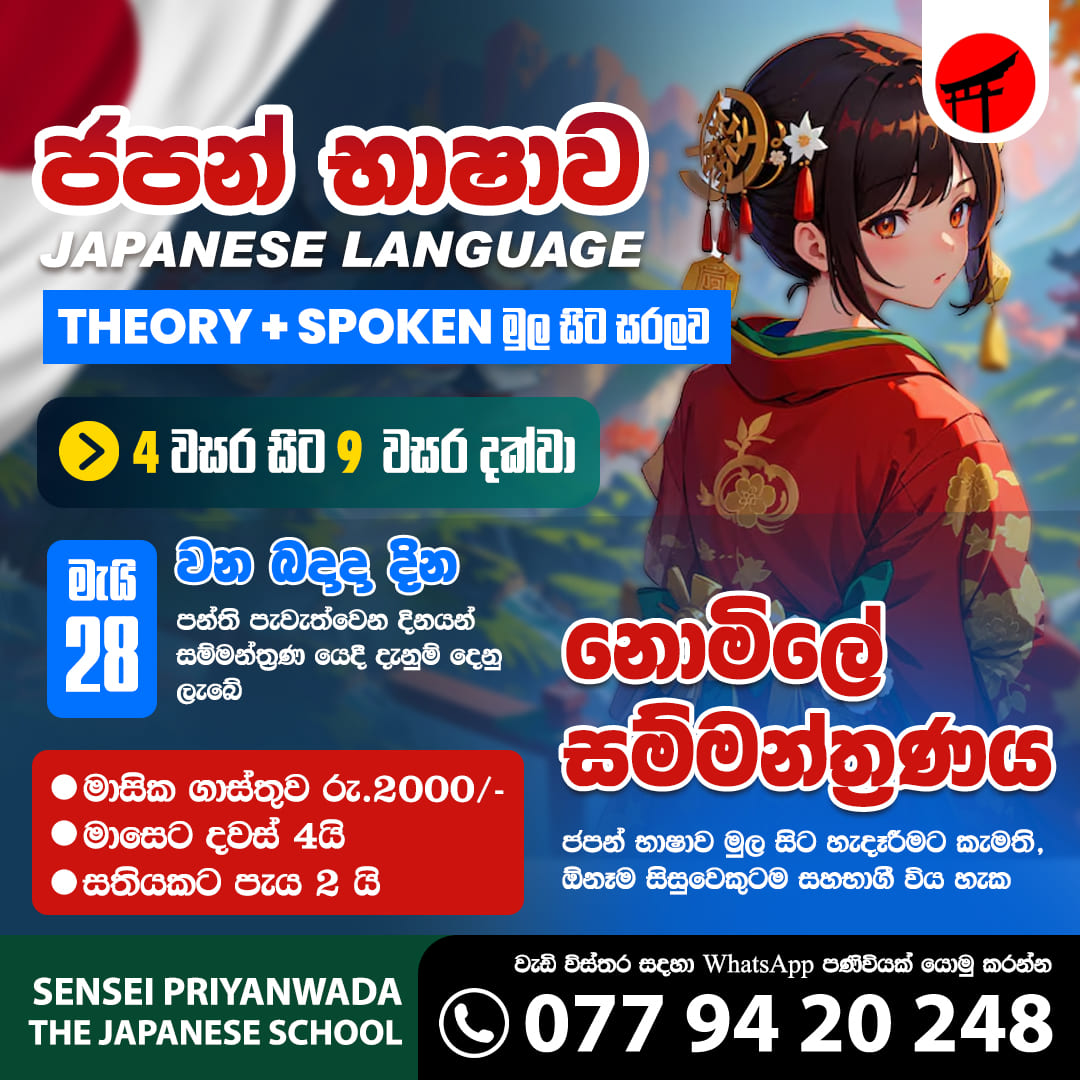 ජපන් භාෂාව
JAPANESE LANGUAGE
THEORY + SPOKEN මුල සිට සරලව
4 වසර සිට 9 වසර දක්වා
මැයි
28
වන බදාදා දින
පන්ති පැවැත්වෙන දිනයන්
සම්මන්ත්‍රණ යෙදී දැනුම් දෙනු
ලැබේ
නොමිලේ
සම්මන්ත්‍රණය
ජපන් භාෂාව මුල සිට හැදෑරීමට කැමති,
ඕනෑම සිසුවෙකුටම සහභාගී විය හැක
මාසික ගාස්තුව රු.2000/-
මාසෙට දවස් 4යි
සතියකට පැය 2 යි
SENSEI PRIYANWADA
THE JAPANESE SCHOOL
වැඩි විස්තර සදහා WhatsApp පණිවියක් යොමු කරන්න
077 94 20 248